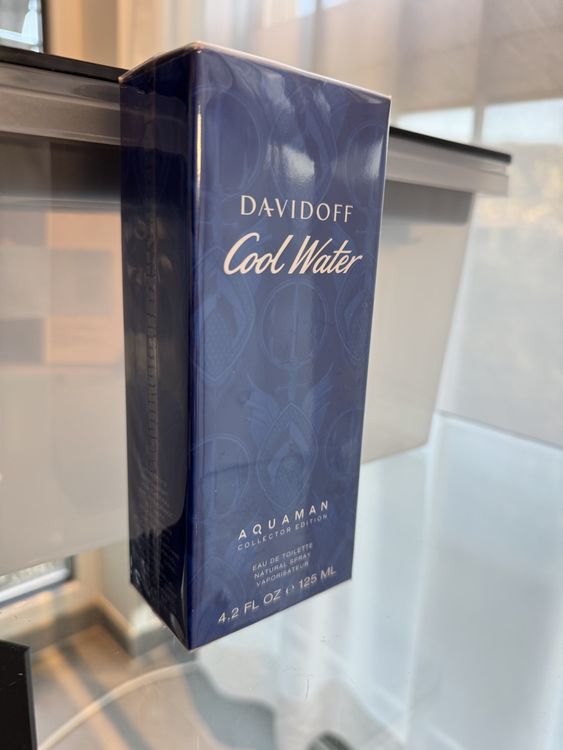 DAVIDOFF
Cool Water
AQUAMAN
COLLECTOR EDITION
EAU DE TOILETTE
NATURAL SPRAY
VAPORISATEUR
4.2 FL OZ ℮ 125 ML